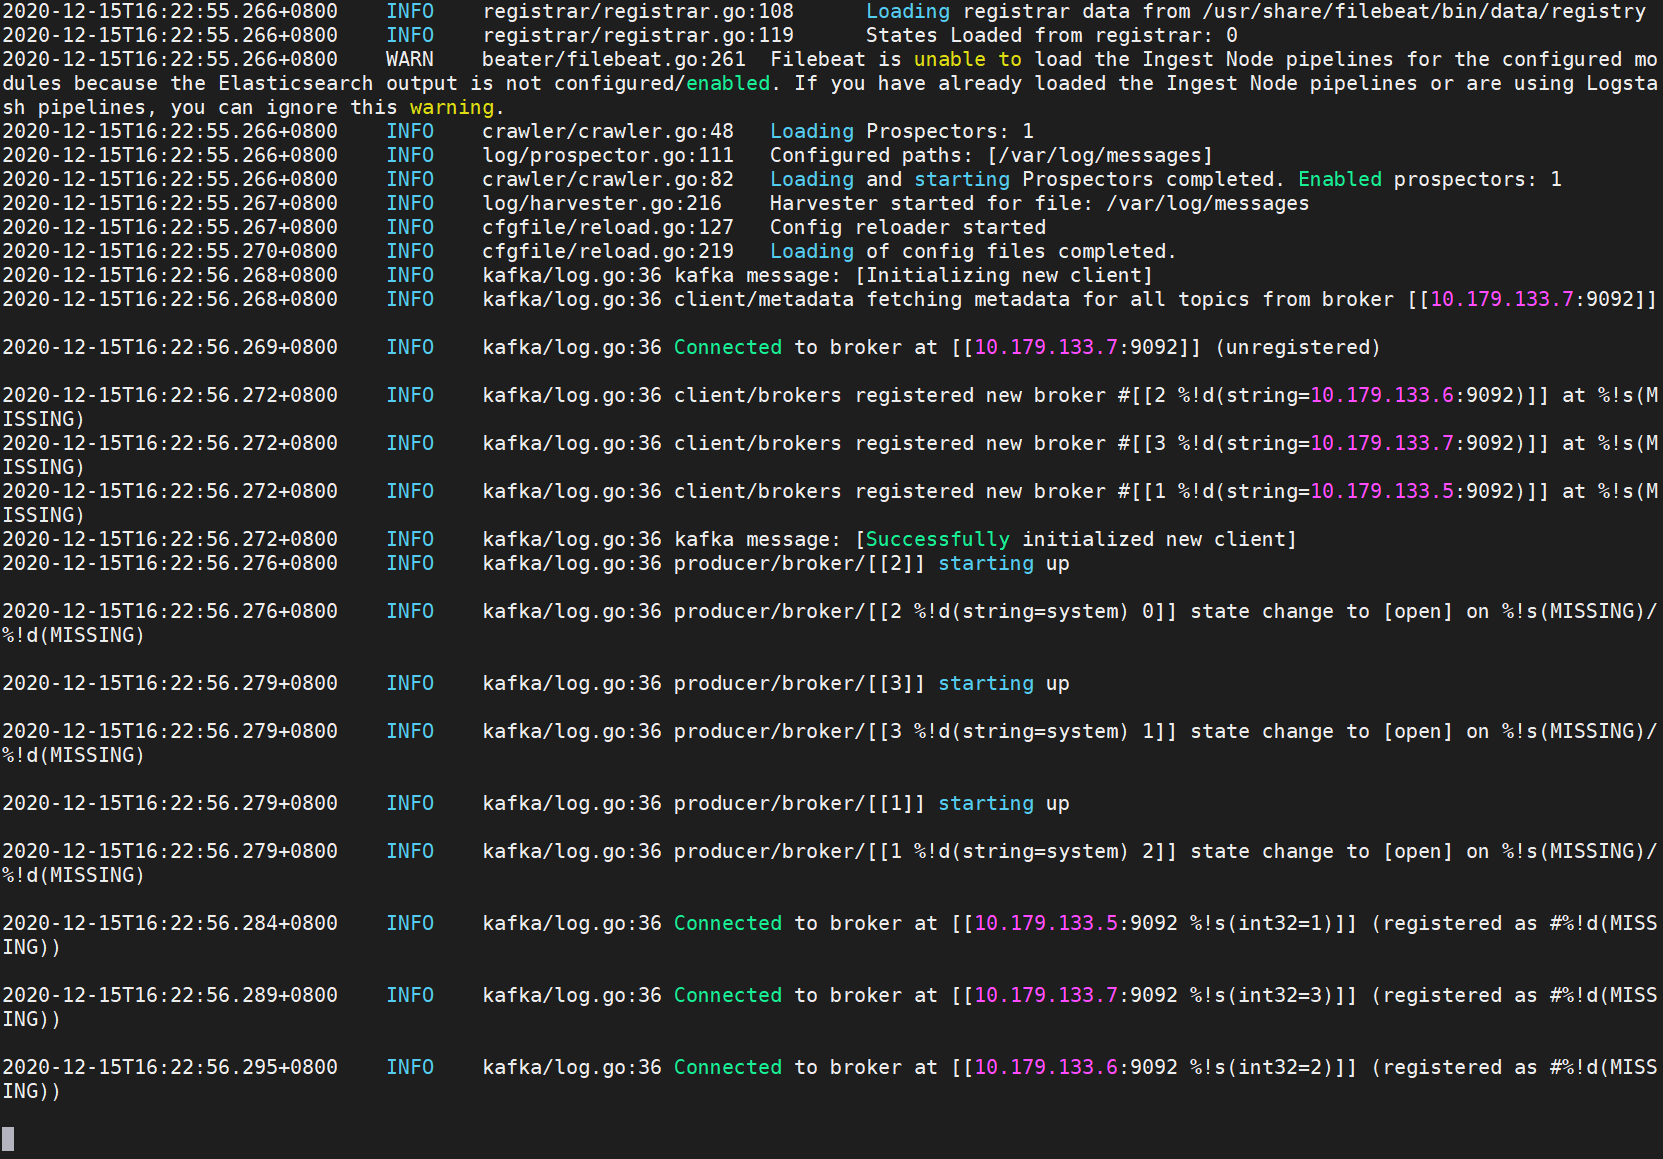 2020-12-15T16:22:55.266+0800    INFO    registrar/registrar.go:108      Loading registrar data from /usr/share/filebeat/bin/data/registry
2020-12-15T16:22:55.266+0800    INFO    registrar/registrar.go:119      States Loaded from registrar: 0
2020-12-15T16:22:55.266+0800    WARN    beater/filebeat.go:261  Filebeat is unable to load the Ingest Node pipelines for the configured mo
dules because the Elasticsearch output is not configured/enabled. If you have already loaded the Ingest Node pipelines or are using Logsta
sh pipelines, you can ignore this warning.
2020-12-15T16:22:55.266+0800    INFO    crawler/crawler.go:48   Loading Prospectors: 1
2020-12-15T16:22:55.266+0800    INFO    log/prospector.go:111   Configured paths: [/var/log/messages]
2020-12-15T16:22:55.266+0800    INFO    crawler/crawler.go:82   Loading and starting Prospectors completed. Enabled prospectors: 1
2020-12-15T16:22:55.267+0800    INFO    log/harvester.go:216    Harvester started for file: /var/log/messages
2020-12-15T16:22:55.267+0800    INFO    cfgfile/reload.go:127   Config reloader started
2020-12-15T16:22:55.270+0800    INFO    cfgfile/reload.go:219   Loading of config files completed.
2020-12-15T16:22:56.268+0800    INFO    kafka/log.go:36 kafka message: [Initializing new client]
2020-12-15T16:22:56.268+0800    INFO    kafka/log.go:36 client/metadata fetching metadata for all topics from broker [[10.179.133.7:9092]]
2020-12-15T16:22:56.269+0800    INFO    kafka/log.go:36 Connected to broker at [[10.179.133.7:9092]] (unregistered)
2020-12-15T16:22:56.272+0800    INFO    kafka/log.go:36 client/brokers registered new broker #[[2 %!d(string=10.179.133.6:9092)]] at %!s(M
ISSING)
2020-12-15T16:22:56.272+0800    INFO    kafka/log.go:36 client/brokers registered new broker #[[3 %!d(string=10.179.133.7:9092)]] at %!s(M
ISSING)
2020-12-15T16:22:56.272+0800    INFO    kafka/log.go:36 client/brokers registered new broker #[[1 %!d(string=10.179.133.5:9092)]] at %!s(M
ISSING)
2020-12-15T16:22:56.272+0800    INFO    kafka/log.go:36 kafka message: [Successfully initialized new client]
2020-12-15T16:22:56.276+0800    INFO    kafka/log.go:36 producer/broker/[[2]] starting up
2020-12-15T16:22:56.276+0800    INFO    kafka/log.go:36 producer/broker/[[2 %!d(string=system) 0]] state change to [open] on %!s(MISSING)/
%!d(MISSING)
2020-12-15T16:22:56.279+0800    INFO    kafka/log.go:36 producer/broker/[[3]] starting up
2020-12-15T16:22:56.279+0800    INFO    kafka/log.go:36 producer/broker/[[3 %!d(string=system) 1]] state change to [open] on %!s(MISSING)/
%!d(MISSING)
2020-12-15T16:22:56.279+0800    INFO    kafka/log.go:36 producer/broker/[[1]] starting up
2020-12-15T16:22:56.279+0800    INFO    kafka/log.go:36 producer/broker/[[1 %!d(string=system) 2]] state change to [open] on %!s(MISSING)/
%!d(MISSING)
2020-12-15T16:22:56.284+0800    INFO    kafka/log.go:36 Connected to broker at [[10.179.133.5:9092 %!s(int32=1)]] (registered as #%!d(MISS
ING))
2020-12-15T16:22:56.289+0800    INFO    kafka/log.go:36 Connected to broker at [[10.179.133.7:9092 %!s(int32=3)]] (registered as #%!d(MISS
ING))
2020-12-15T16:22:56.295+0800    INFO    kafka/log.go:36 Connected to broker at [[10.179.133.6:9092 %!s(int32=2)]] (registered as #%!d(MISS
ING))